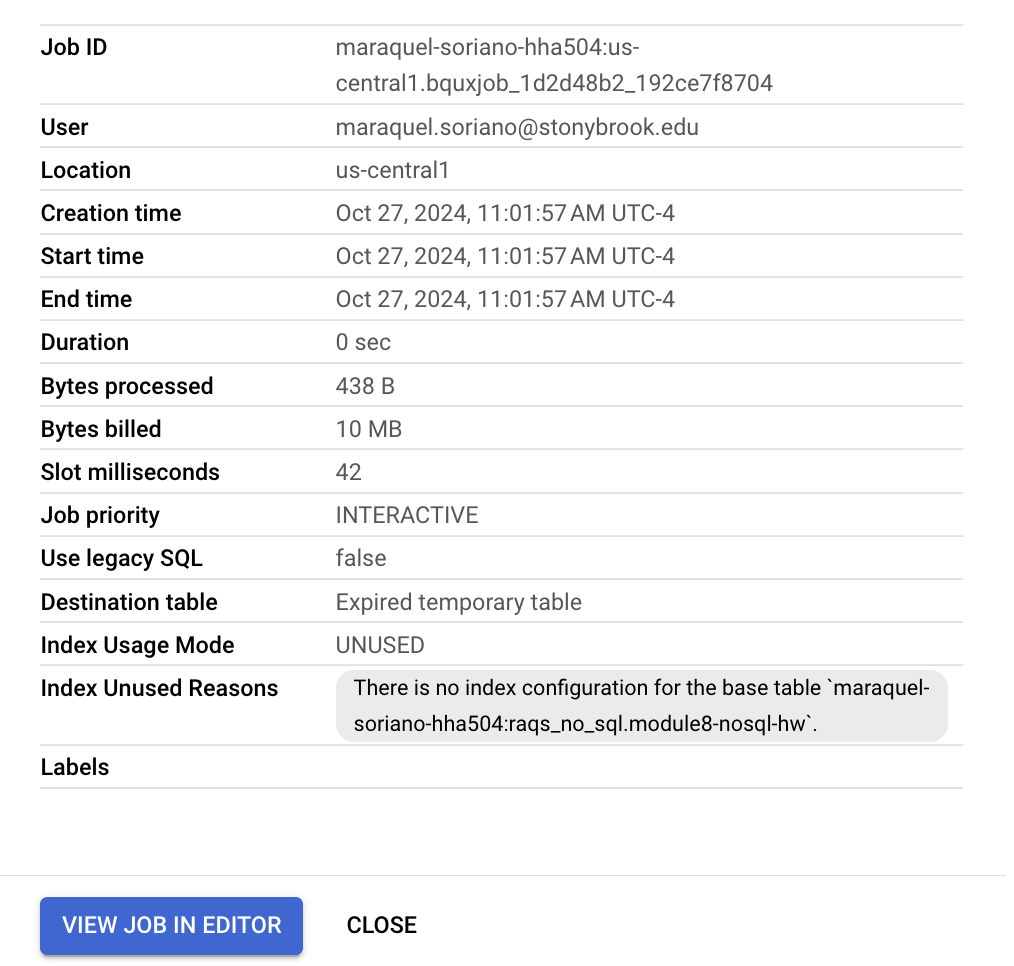 Job ID maraquel-soriano-hha504:us-
central1.bquxjob_1d2d48b2_192ce7f8704
User maraquel.soriano@stonybrook.edu
Location us-central1
Creation time Oct 27, 2024, 11:01:57 AM UTC-4
Start time Oct 27, 2024, 11:01:57 AM UTC-4
End time Oct 27, 2024, 11:01:57 AM UTC-4
Duration 0 sec
Bytes processed 438 B
Bytes billed 10 MB
Slot milliseconds 42
Job priority INTERACTIVE
Use legacy SQL false
Destination table Expired temporary table
Index Usage Mode UNUSED
Index Unused Reasons There is no index configuration for the base table `maraquel-
soriano-hha504:raqs_no_sql.module8-nosql-hw`.
Labels
VIEW JOB IN EDITOR CLOSE